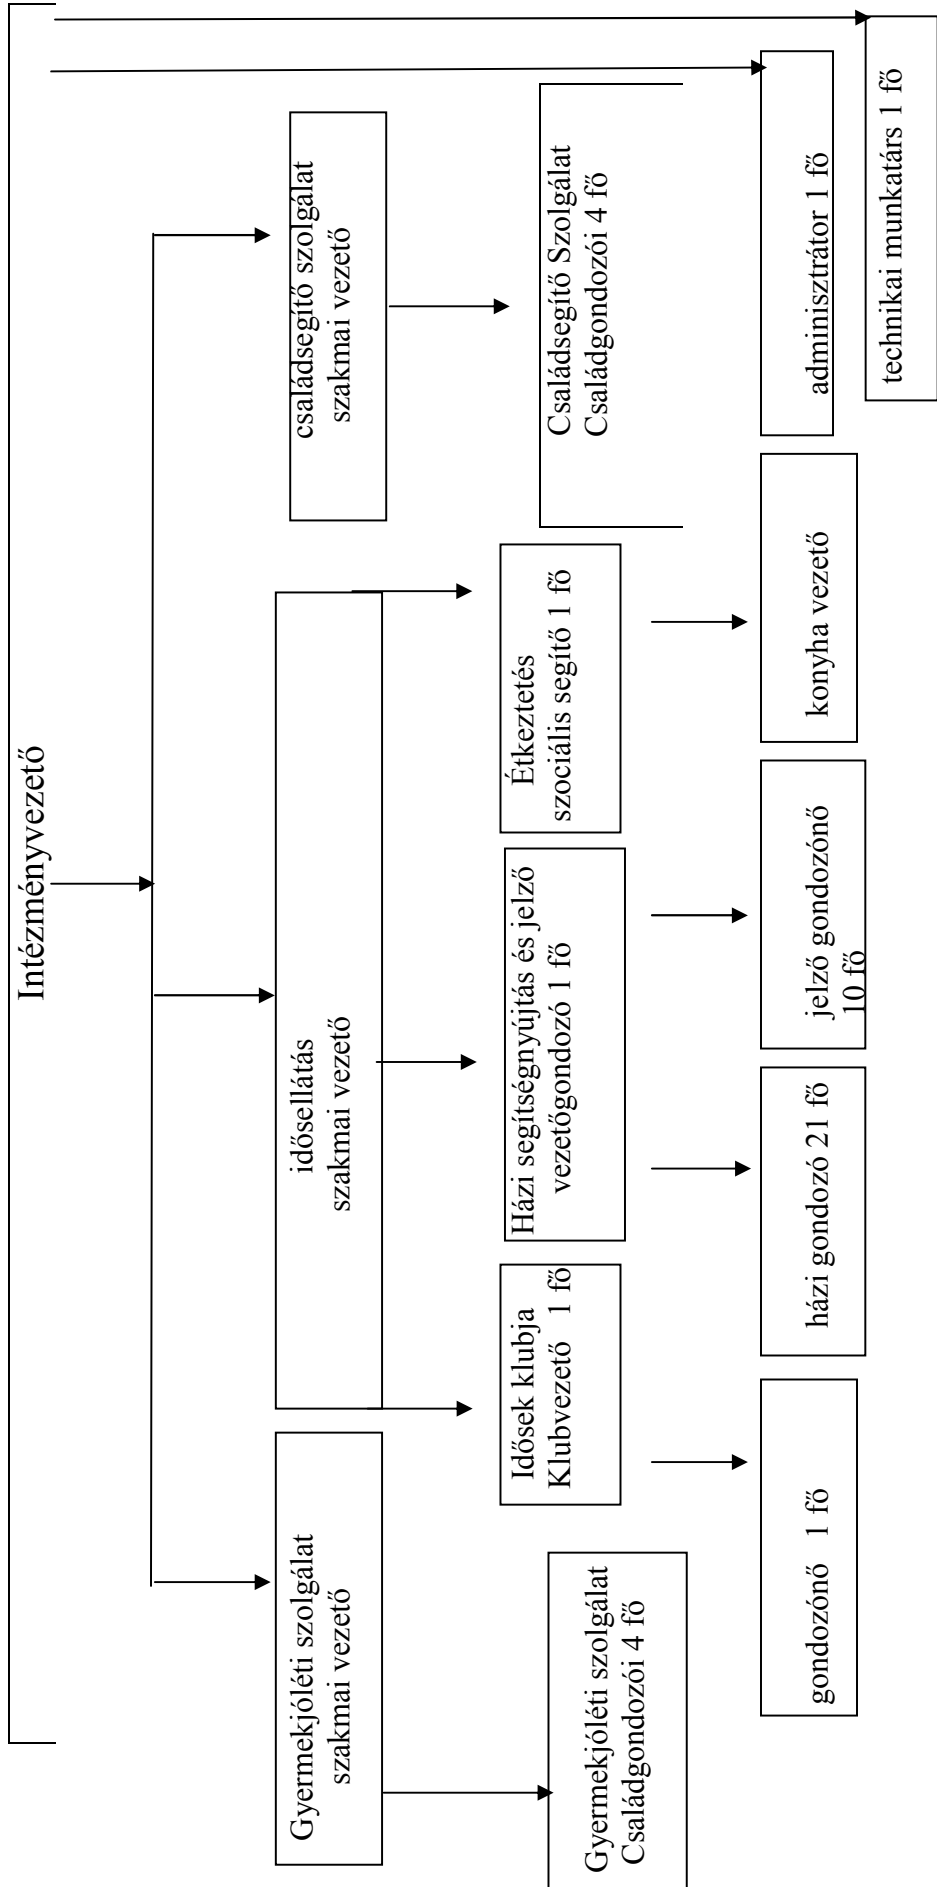 Intézményvezető
Gyermekjóléti szolgálat
szakmai vezető
idősellátás
szakmai vezető
családsegítő szolgálat
szakmai vezető
Gyermekjóléti szolgálat
Családgondozói 4 fő
Idősek klubja
Klubvezető 1 fő
Házi segítségnyújtás és jelző
vezetőgondozó 1 fő
Étkeztetés
szociális segítő 1 fő
Családsegítő Szolgálat
Családgondozói 4 fő
gondozónő 1 fő
házi gondozó 21 fő
jelző gondozónő
10 fő
konyha vezető
adminisztrátor 1 fő
technikai munkatárs 1 fő